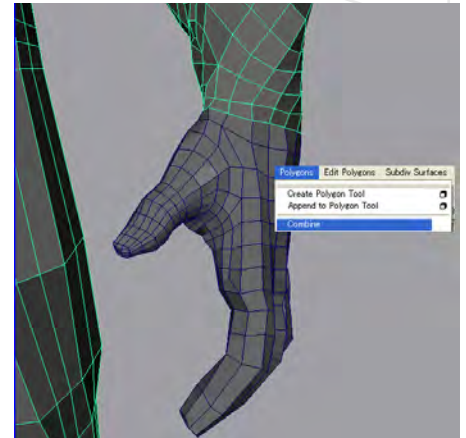 Polygons Edit Polygons Subdiv Surfaces
Create Polygon Tool
Append to Polygon Tool
Combine